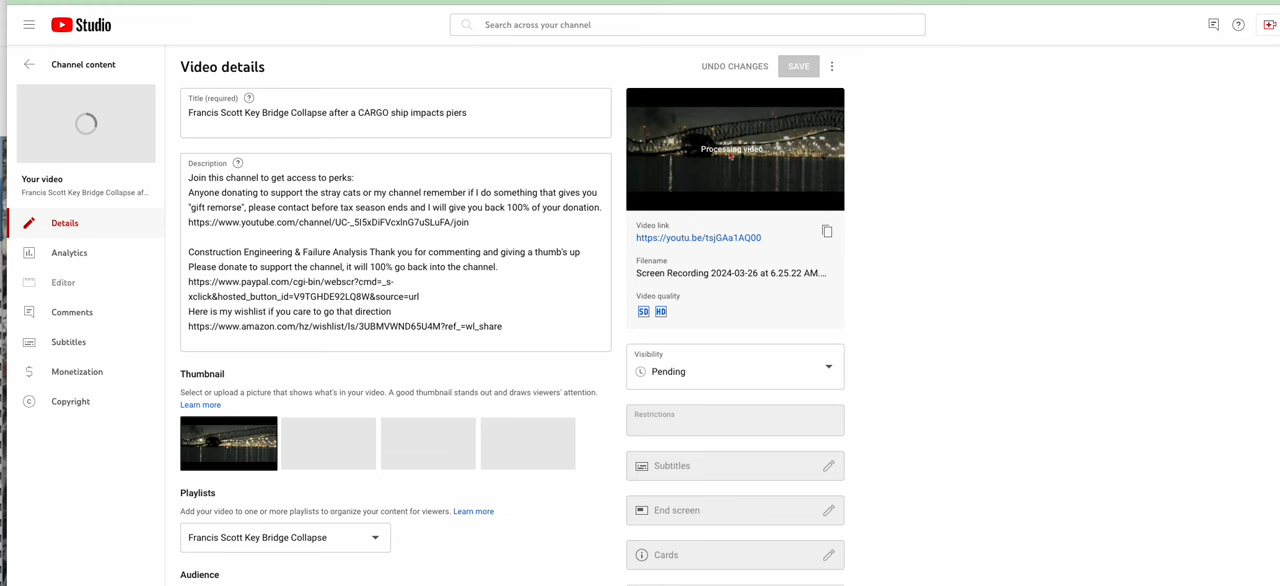 Studio
Search across your channel
Channel content
Your video
Francis Scott Key Bridge Collapse af...
Details
Analytics
Editor
Comments
Subtitles
Monetization
Copyright
Video details
UNDO CHANGES
SAVE
Title (required)
Francis Scott Key Bridge Collapse after a CARGO ship impacts piers
Description
Join this channel to get access to perks:
Anyone donating to support the stray cats or my channel remember if I do something that gives you
"gift remorse", please contact before tax season ends and I will give you back 100% of your donation.
https://www.youtube.com/channel/UC-_5I5xDiFVcxlnG7uSLuFA/join
Construction Engineering & Failure Analysis Thank you for commenting and giving a thumb's up
Please donate to support the channel, it will 100% go back into the channel.
https://www.paypal.com/cgi-bin/webscr?cmd=_s-
xclick&hosted_button_id=V9TGHDE92LQ8W&source=url
Here is my wishlist if you care to go that direction
https://www.amazon.com/hz/wishlist/ls/3UBMVWND65U4M?ref_=wl_share
Thumbnail
Select or upload a picture that shows what's in your video. A good thumbnail stands out and draws viewers' attention.
Learn more
Playlists
Add your video to one or more playlists to organize your content for viewers. Learn more
Francis Scott Key Bridge Collapse
Audience
Processing video...
Video link
https://youtu.be/tsjGAa1AQ00
Filename
Screen Recording 2024-03-26 at 6.25.22 AM....
Video quality
SD HD
Visibility
Pending
Restrictions
Subtitles
End screen
Cards